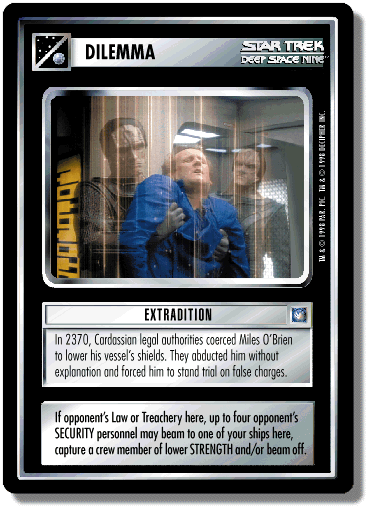 DILEMMA
STAR TREK
DEEP SPACE NINE™
™ & © 1998 PAR. PIC. ™ & © 1998 DECIPHER INC.
EXTRADITION
In 2370, Cardassian legal authorities coerced Miles O'Brien
to lower his vessel's shields. They abducted him without
explanation and forced him to stand trial on false charges.
If opponent's Law or Treachery here, up to four opponent's
SECURITY personnel may beam to one of your ships here,
capture a crew member of lower STRENGTH and/or beam off.